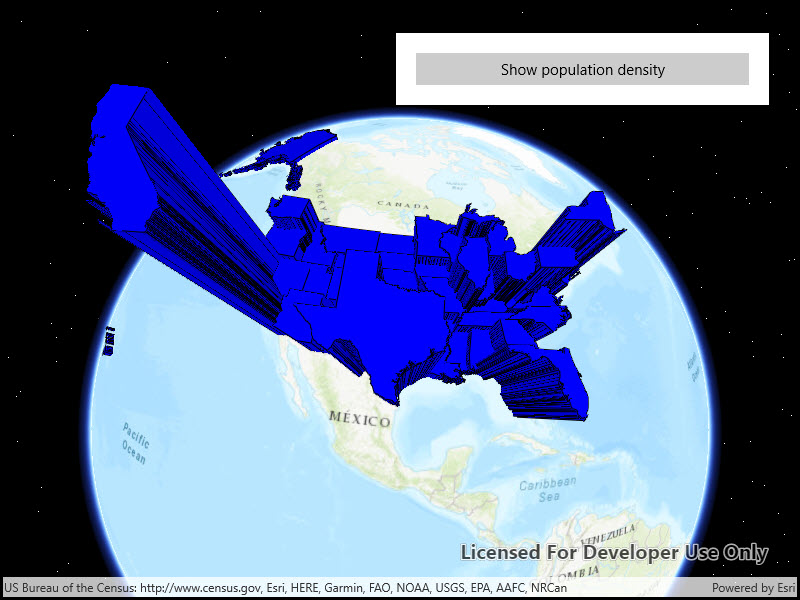 Show population density
CANADA
ROCKY M
MÉXICO
Pacific
Ocean
Caribbean
Sea
VENEZUELA
OMBIA
Licensed For Developer Use Only
US Bureau of the Census: http://www.census.gov, Esri, HERE, Garmin, FAO, NOAA, USGS, EPA, AAFC, NRCan
Powered by Esri